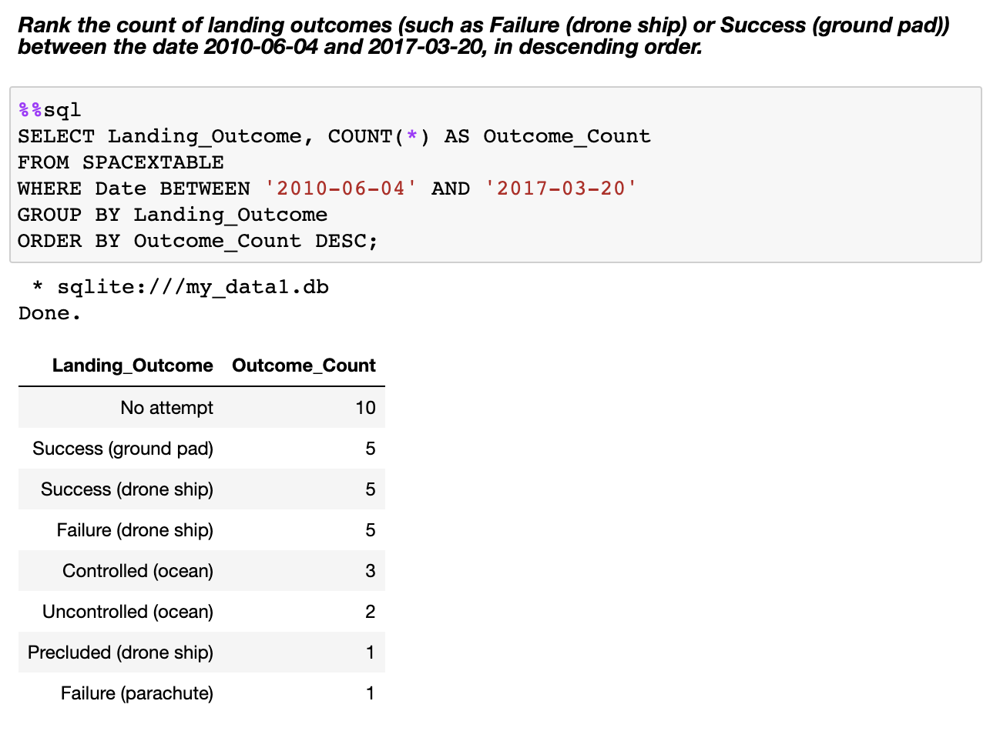 Rank the count of landing outcomes (such as Failure (drone ship) or Success (ground pad))
between the date 2010-06-04 and 2017-03-20, in descending order.
%%sql
SELECT Landing_Outcome, COUNT(*) AS Outcome_Count
FROM SPACEXTABLE
WHERE Date BETWEEN '2010-06-04' AND '2017-03-20'
GROUP BY Landing_Outcome
ORDER BY Outcome_Count DESC;
* sqlite:///my_data1.db
Done.
Landing_Outcome Outcome_Count
No attempt 10
Success (ground pad) 5
Success (drone ship) 5
Failure (drone ship) 5
Controlled (ocean) 3
Uncontrolled (ocean) 2
Precluded (drone ship) 1
Failure (parachute) 1